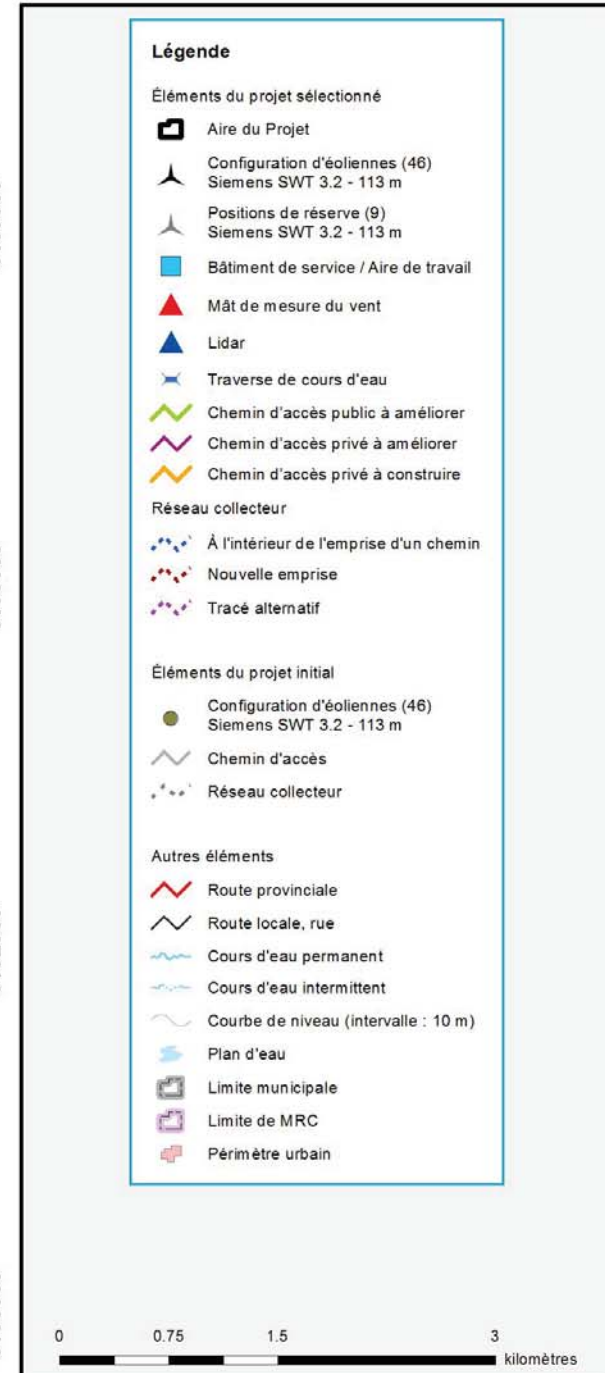 Légende
Éléments du projet sélectionné
Aire du Projet
Configuration d'éoliennes (46)
Siemens SWT 3.2 - 113 m
Positions de réserve (9)
Siemens SWT 3.2 - 113 m
Bâtiment de service / Aire de travail
Mât de mesure du vent
Lidar
Traverse de cours d'eau
Chemin d'accès public à améliorer
Chemin d'accès privé à améliorer
Chemin d'accès privé à construire
Réseau collecteur
À l'intérieur de l'emprise d'un chemin
Nouvelle emprise
Tracé alternatif
Éléments du projet initial
Configuration d'éoliennes (46)
Siemens SWT 3.2 - 113 m
Chemin d'accès
Réseau collecteur
Autres éléments
Route provinciale
Route locale, rue
Cours d'eau permanent
Cours d'eau intermittent
Courbe de niveau (intervalle : 10 m)
Plan d'eau
Limite municipale
Limite de MRC
Périmètre urbain
0 0.75 1.5 3
kilomètres